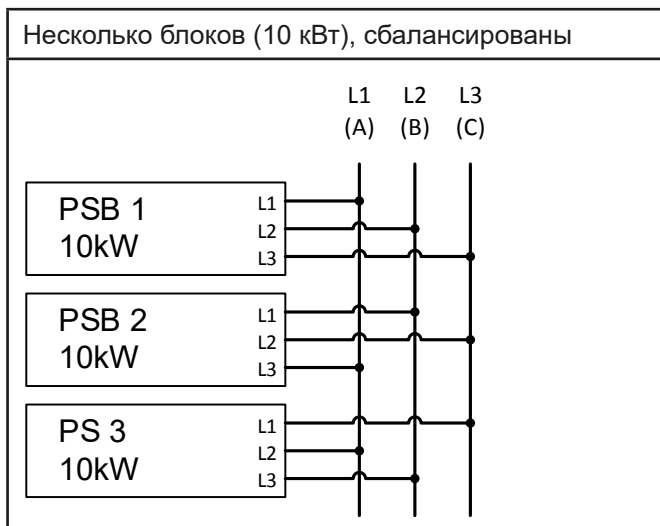 Несколько блоков (10 кВт), сбалансированы
L1 L2 L3
(A) (B) (C)
PSB 1
10kW
L1
L2
L3
PSB 2
10kW
L1
L2
L3
PS 3
10kW
L1
L2
L3